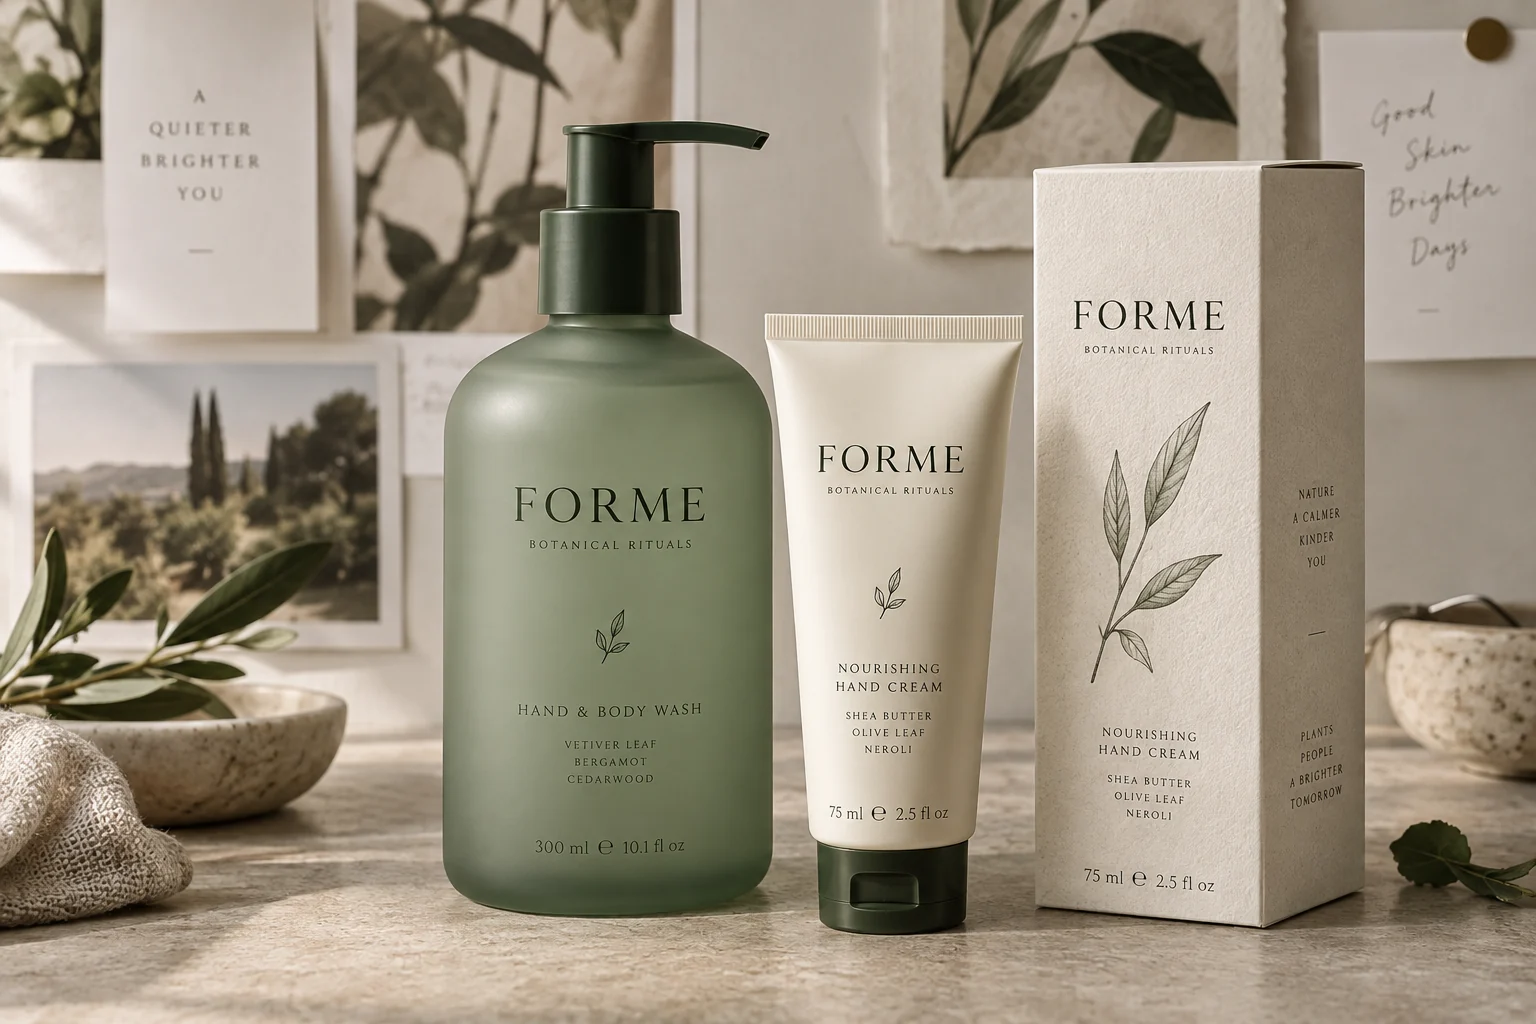 A
QUIETER
BRIGHTER
YOU
Good
Skin
Brighter
Days
FORME
BOTANICAL RITUALS
HAND & BODY WASH
VETIVER LEAF
BERGAMOT
CEDARWOOD
300 ml ℮ 10.1 fl oz
FORME
BOTANICAL RITUALS
NOURISHING
HAND CREAM
SHEA BUTTER
OLIVE LEAF
NEROLI
75 ml ℮ 2.5 fl oz
FORME
BOTANICAL RITUALS
NOURISHING
HAND CREAM
SHEA BUTTER
OLIVE LEAF
NEROLI
75 ml ℮ 2.5 fl oz
NATURE
A CALMER
KINDER
YOU
PLANTS
PEOPLE
A BRIGHTER
TOMORROW